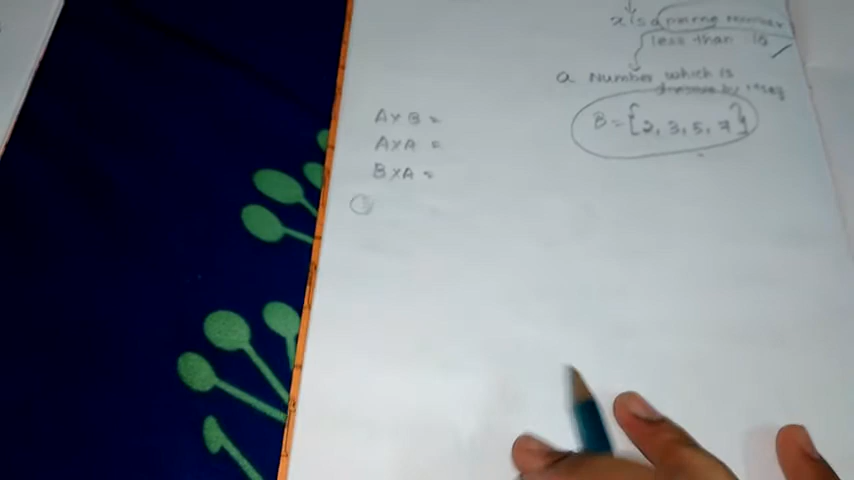 x is a prime number
less than 10
a Number which is
A×B =
B = {2, 3, 5, 7}
A×A =
B×A =